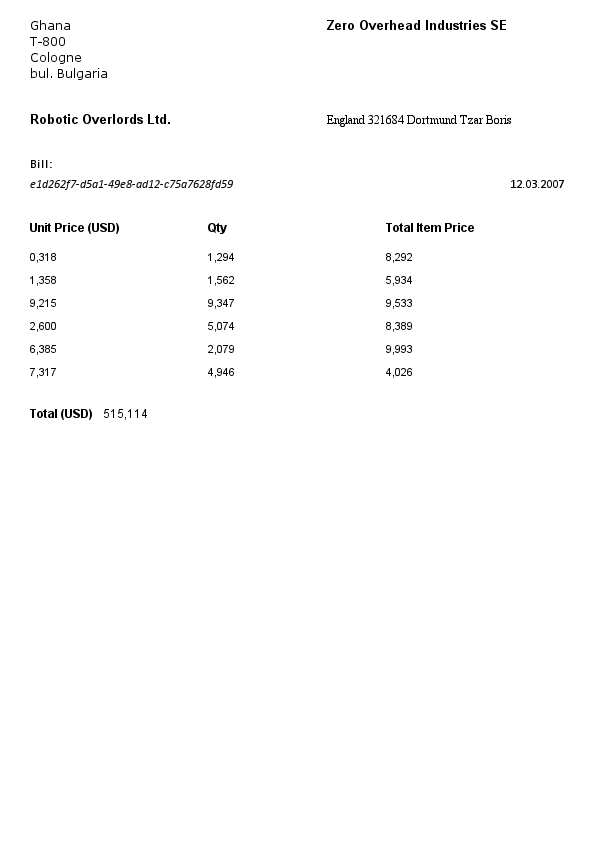 Ghana
T-800
Cologne
bul. Bulgaria
Zero Overhead Industries SE
Robotic Overlords Ltd.
England 321684 Dortmund Tzar Boris
Bill:
e1d262f7-d5a1-49e8-ad12-c75a7628fd59
12.03.2007
Unit Price (USD) Qty Total Item Price
0,318 1,294 8,292
1,358 1,562 5,934
9,215 9,347 9,533
2,600 5,074 8,389
6,385 2,079 9,993
7,317 4,946 4,026
Total (USD) 515,114